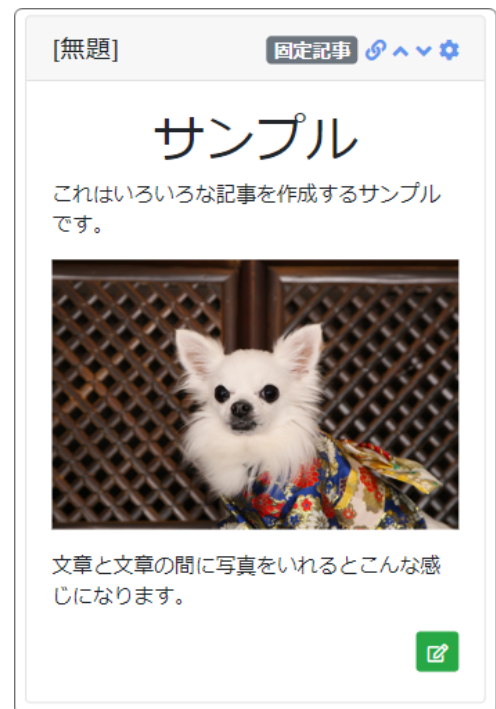 [無題] 固定記事
サンプル
これはいろいろな記事を作成するサンプル
です。
文章と文章の間に写真をいれるとこんな感
じになります。